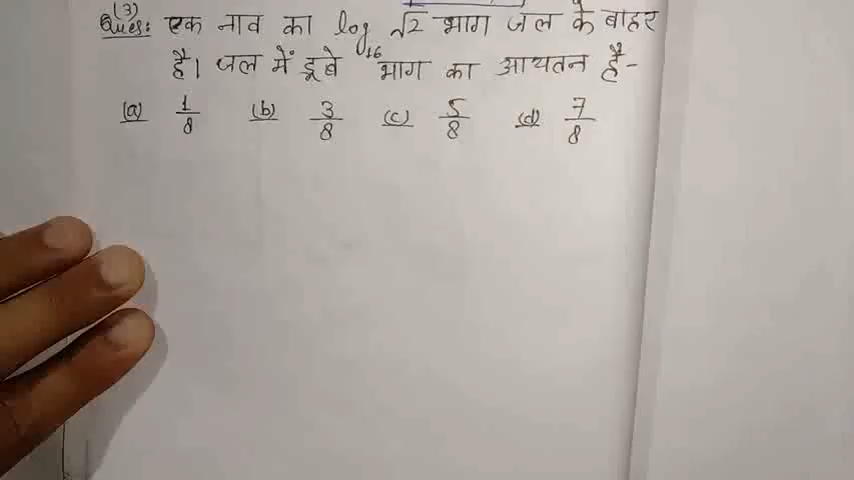 (3)
Ques: एक नाव का log₁₆ √2 भाग जल के बाहर
है। जल में डूबे भाग का आयतन है-
(a) 1/8 (b) 3/8 (c) 5/8 (d) 7/8